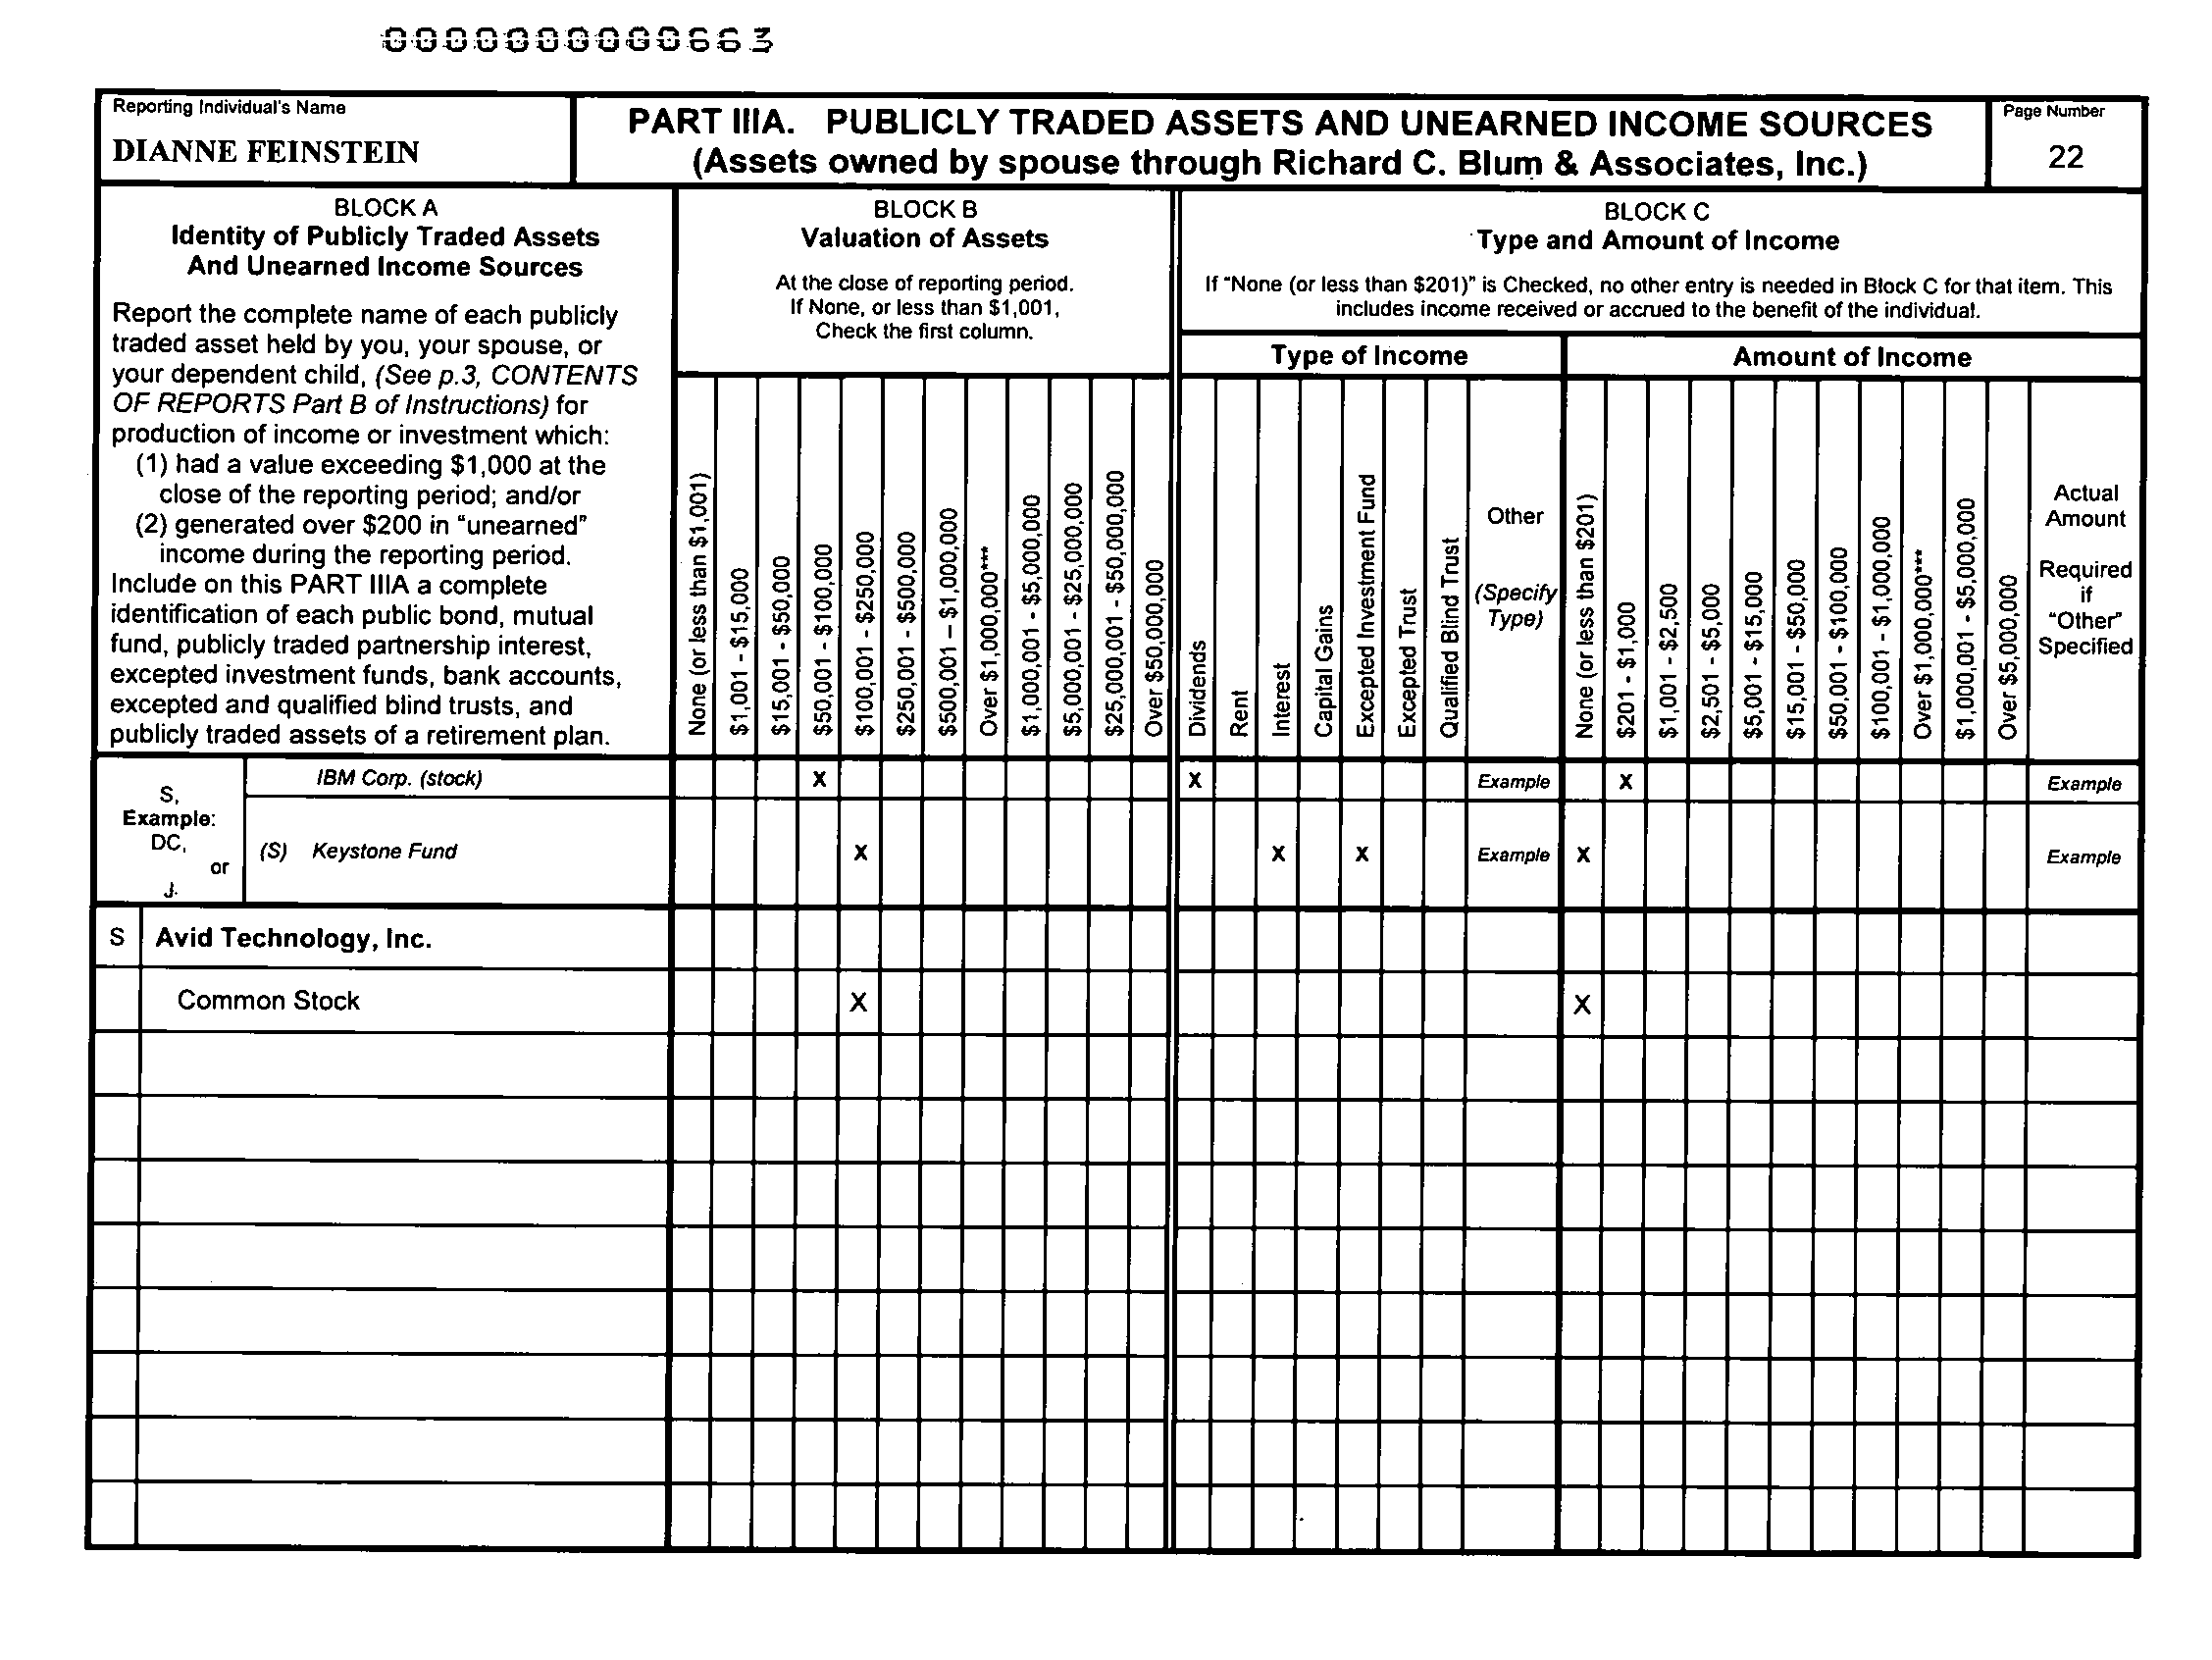 000000000663
Reporting Individual's Name
DIANNE FEINSTEIN
PART IIIA. PUBLICLY TRADED ASSETS AND UNEARNED INCOME SOURCES
(Assets owned by spouse through Richard C. Blum & Associates, Inc.)
Page Number
22
BLOCK A
Identity of Publicly Traded Assets
And Unearned Income Sources
Report the complete name of each publicly
traded asset held by you, your spouse, or
your dependent child, (See p.3, CONTENTS
OF REPORTS Part B of Instructions) for
production of income or investment which:
(1) had a value exceeding $1,000 at the
close of the reporting period; and/or
(2) generated over $200 in "unearned"
income during the reporting period.
Include on this PART IIIA a complete
identification of each public bond, mutual
fund, publicly traded partnership interest,
excepted investment funds, bank accounts,
excepted and qualified blind trusts, and
publicly traded assets of a retirement plan.
BLOCK B
Valuation of Assets
At the close of reporting period.
If None, or less than $1,001,
Check the first column.
None (or less than $1,001)
$1,001 - $15,000
$15,001 - $50,000
$50,001 - $100,000
$100,001 - $250,000
$250,001 - $500,000
$500,001 – $1,000,000
Over $1,000,000***
$1,000,001 - $5,000,000
$5,000,001 - $25,000,000
$25,000,001 - $50,000,000
Over $50,000,000
BLOCK C
Type and Amount of Income
If "None (or less than $201)" is Checked, no other entry is needed in Block C for that item. This
includes income received or accrued to the benefit of the individual.
Type of Income
Dividends
Rent
Interest
Capital Gains
Excepted Investment Fund
Excepted Trust
Qualified Blind Trust
Other
(Specify
Type)
Amount of Income
None (or less than $201)
$201 - $1,000
$1,001 - $2,500
$2,501 - $5,000
$5,001 - $15,000
$15,001 - $50,000
$50,001 - $100,000
$100,001 - $1,000,000
Over $1,000,000***
$1,000,001 - $5,000,000
Over $5,000,000
Actual
Amount
Required
if
"Other"
Specified
S,
Example:
DC,
or
J.
IBM Corp. (stock) X X Example X Example
(S) Keystone Fund X X X Example X Example
S Avid Technology, Inc.
Common Stock X X